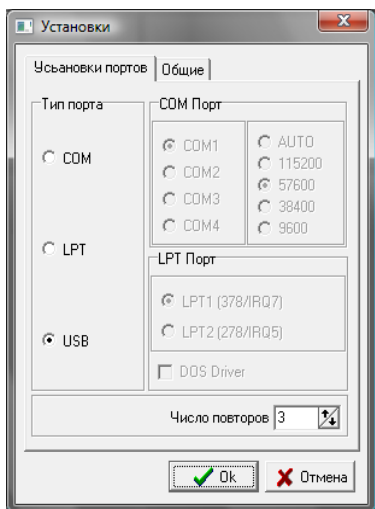 Установки
Усьановки портов
Общие
Тип порта
COM
LPT
USB
COM Порт
COM1
COM2
COM3
COM4
AUTO
115200
57600
38400
9600
LPT Порт
LPT1 (378/IRQ7)
LPT2 (278/IRQ5)
DOS Driver
Число повторов 3
Ok
Отмена